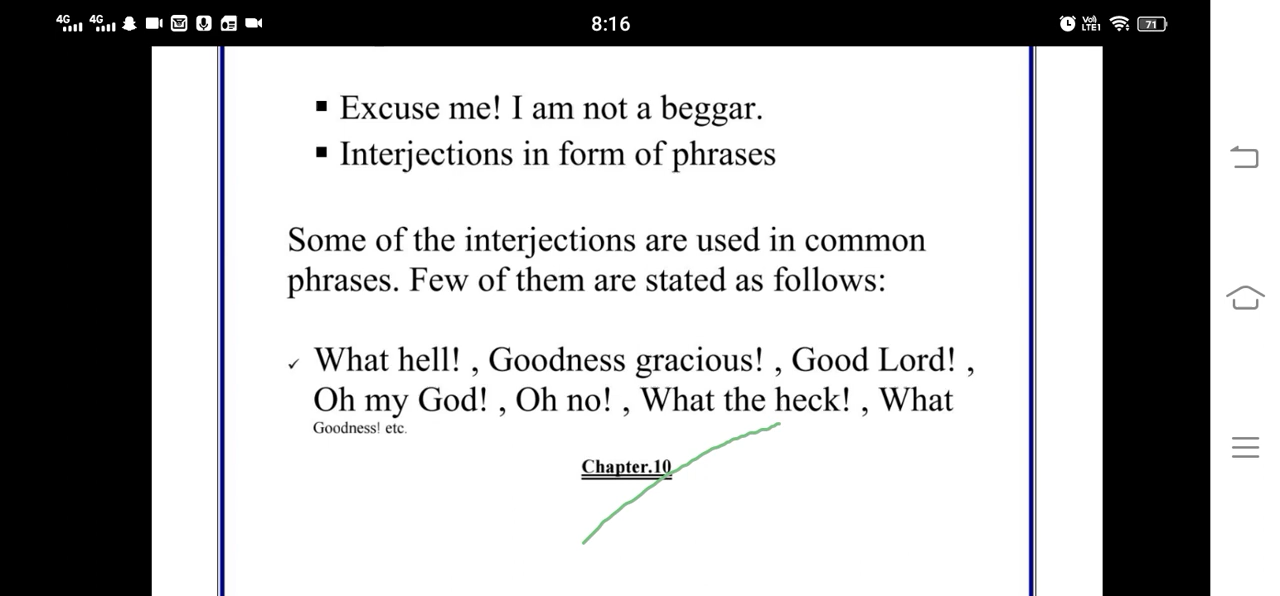 4G 4G 8:16 Vol) LTE1 71
▪ Excuse me! I am not a beggar.
▪ Interjections in form of phrases
Some of the interjections are used in common
phrases. Few of them are stated as follows:
✓ What hell! , Goodness gracious! , Good Lord! ,
Oh my God! , Oh no! , What the heck! , What
Goodness! etc.
Chapter.10